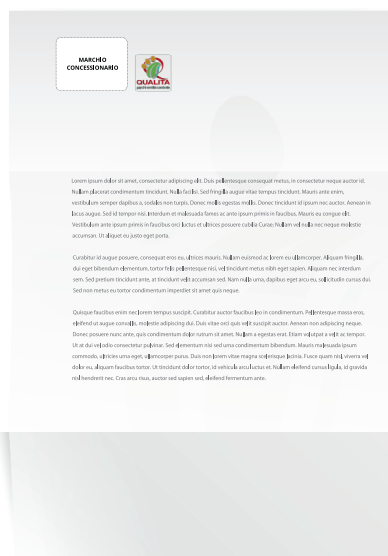 MARCHIO
CONCESSIONARIO
QUALITÀ
Lorem ipsum dolor sit amet, consectetur adipiscing elit. Duis pellentesque consequat metus, in consectetur neque auctor id.
Nullam placerat condimentum tincidunt. Nulla facilisi. Sed fringilla augue vitae tempus tincidunt. Mauris ante enim,
vestibulum semper dapibus a, sodales non turpis. Donec mollis egestas mollis. Donec tincidunt id ipsum nec auctor. Aenean in
lacus augue. Sed id tempor nisi. Interdum et malesuada fames ac ante ipsum primis in faucibus. Mauris eu congue elit.
Vestibulum ante ipsum primis in faucibus orci luctus et ultrices posuere cubilia Curae; Nullam vel nulla nec neque molestie
accumsan. Ut aliquet eu justo eget porta.
Curabitur id augue posuere, consequat eros eu, ultrices mauris. Nullam euismod ac lorem eu ullamcorper. Aliquam fringilla,
dui eget bibendum elementum, tortor felis pellentesque nisi, vel tincidunt metus nibh eget sapien. Aliquam nec interdum
sem. Sed pretium tincidunt ante, at tincidunt velit accumsan sed. Nam nulla urna, dapibus eget arcu eu, sollicitudin cursus dui.
Sed non metus eu tortor condimentum imperdiet sit amet quis neque.
Quisque faucibus enim nec lorem tempus suscipit. Curabitur auctor faucibus leo in condimentum. Pellentesque massa eros,
eleifend ut augue convallis, molestie adipiscing dui. Duis vitae orci quis velit suscipit auctor. Aenean non adipiscing neque.
Donec posuere nunc ante, quis condimentum dolor rutrum sit amet. Nullam a egestas erat. Etiam volutpat a velit ac tempor.
Ut at dui vel odio consectetur pulvinar. Sed elementum nisi sed urna condimentum bibendum. Mauris malesuada ipsum
commodo, ultricies urna eget, ullamcorper purus. Duis non lorem vitae magna scelerisque lacinia. Fusce quam nisl, viverra vel
dolor eu, aliquam faucibus tortor. Ut tincidunt dolor tortor, id vehicula arcu luctus et. Nullam eleifend cursus ligula, id gravida
nisl hendrerit nec. Cras arcu risus, auctor sed sapien sed, eleifend fermentum ante.